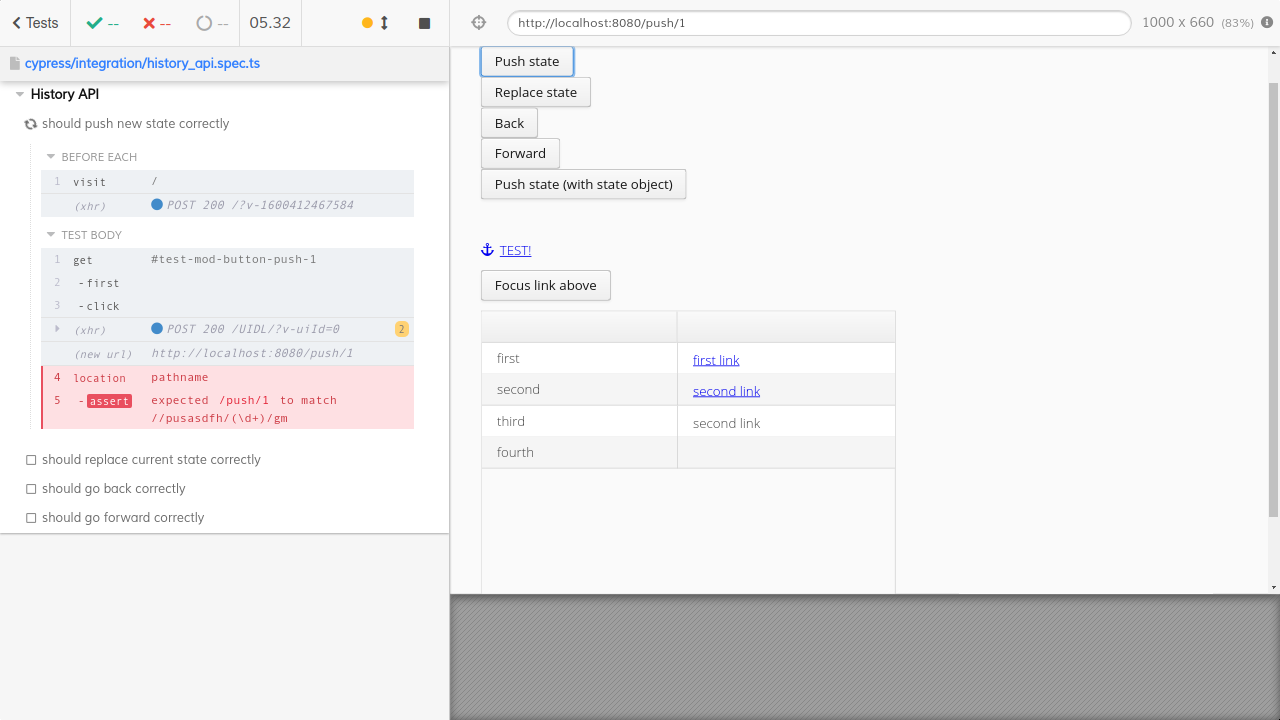 Tests
--
--
--
05.32
http://localhost:8080/push/1
1000 x 660 (83%)
cypress/integration/history_api.spec.ts
History API
should push new state correctly
BEFORE EACH
1 visit /
(xhr) POST 200 /?v-1600412467584
TEST BODY
1 get #test-mod-button-push-1
2 -first
3 -click
(xhr) POST 200 /UIDL/?v-uiId=0 2
(new url) http://localhost:8080/push/1
4 location pathname
5 -assert expected /push/1 to match
//pusasdfh/(\d+)/gm
should replace current state correctly
should go back correctly
should go forward correctly
Push state
Replace state
Back
Forward
Push state (with state object)
TEST!
Focus link above
first first link
second second link
third second link
fourth